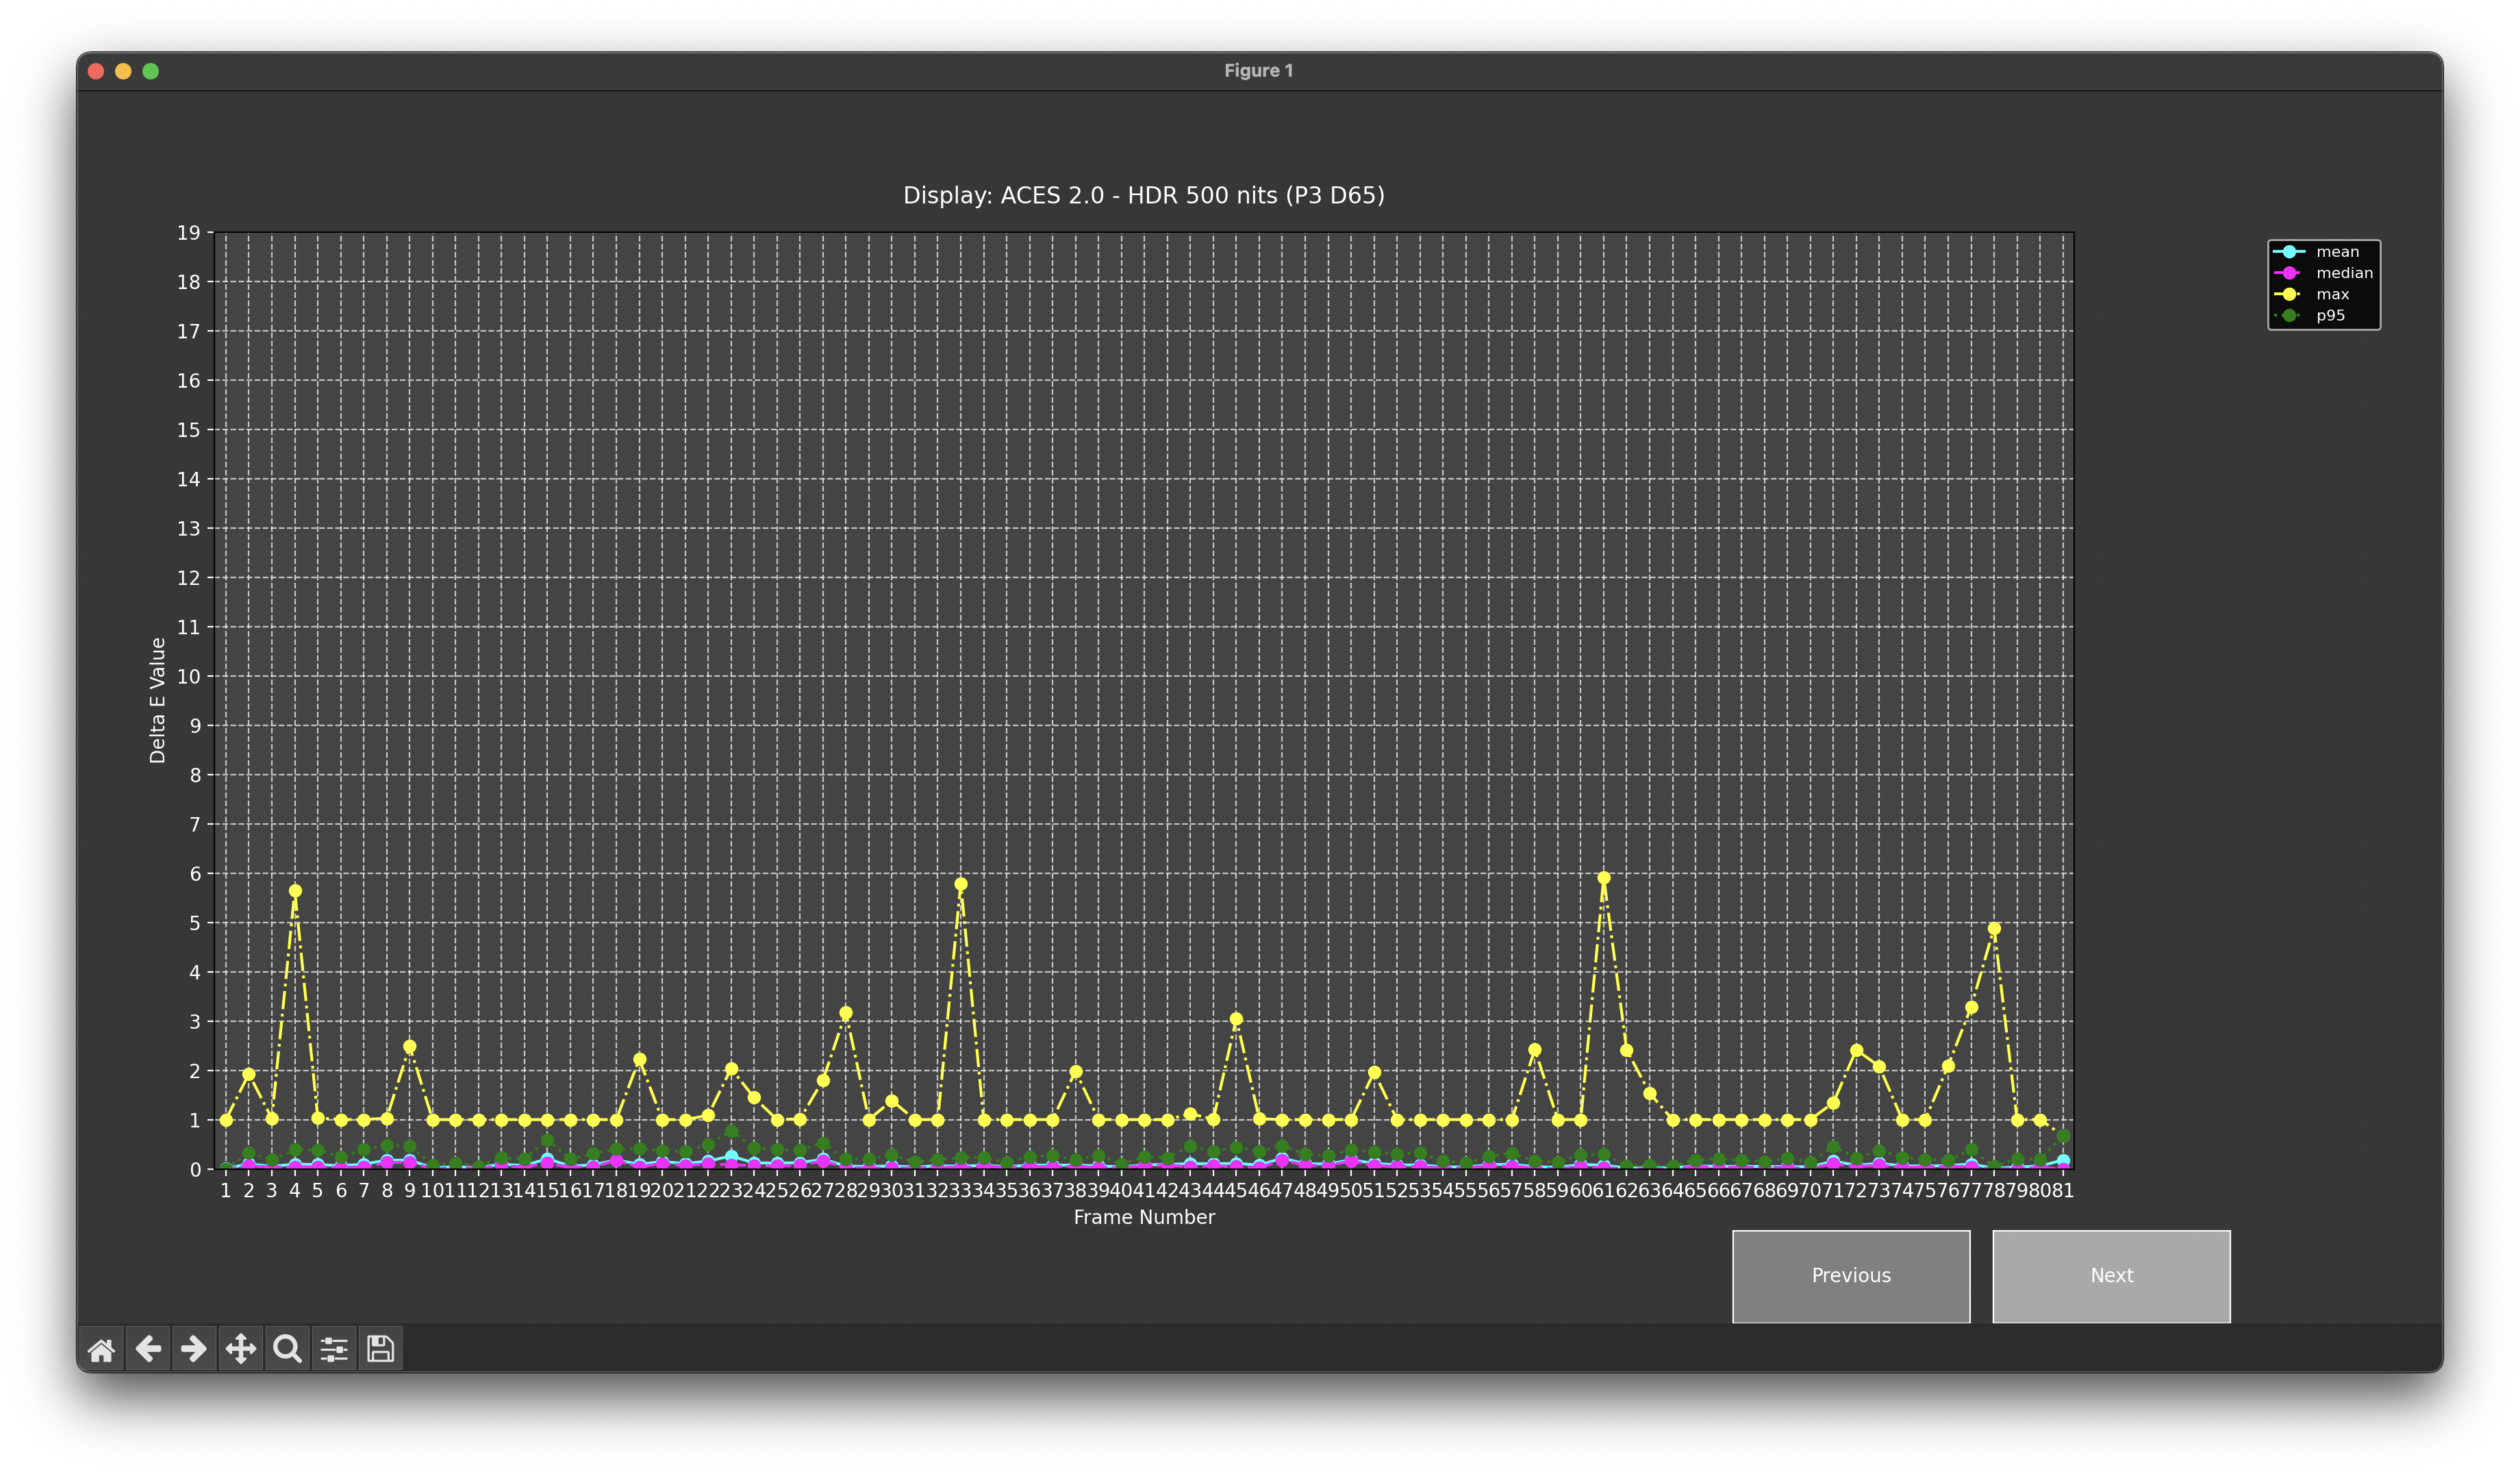 Figure 1
Display: ACES 2.0 - HDR 500 nits (P3 D65)
mean
median
max
p95
19
18
17
16
15
14
13
12
11
10
9
8
7
6
5
4
3
2
1
0
Delta E Value
1 2 3 4 5 6 7 8 9 10 11 12 13 14 15 16 17 18 19 20 21 22 23 24 25 26 27 28 29 30 31 32 33 34 35 36 37 38 39 40 41 42 43 44 45 46 47 48 49 50 51 52 53 54 55 56 57 58 59 60 61 62 63 64 65 66 67 68 69 70 71 72 73 74 75 76 77 78 79 80 81
Frame Number
Previous
Next